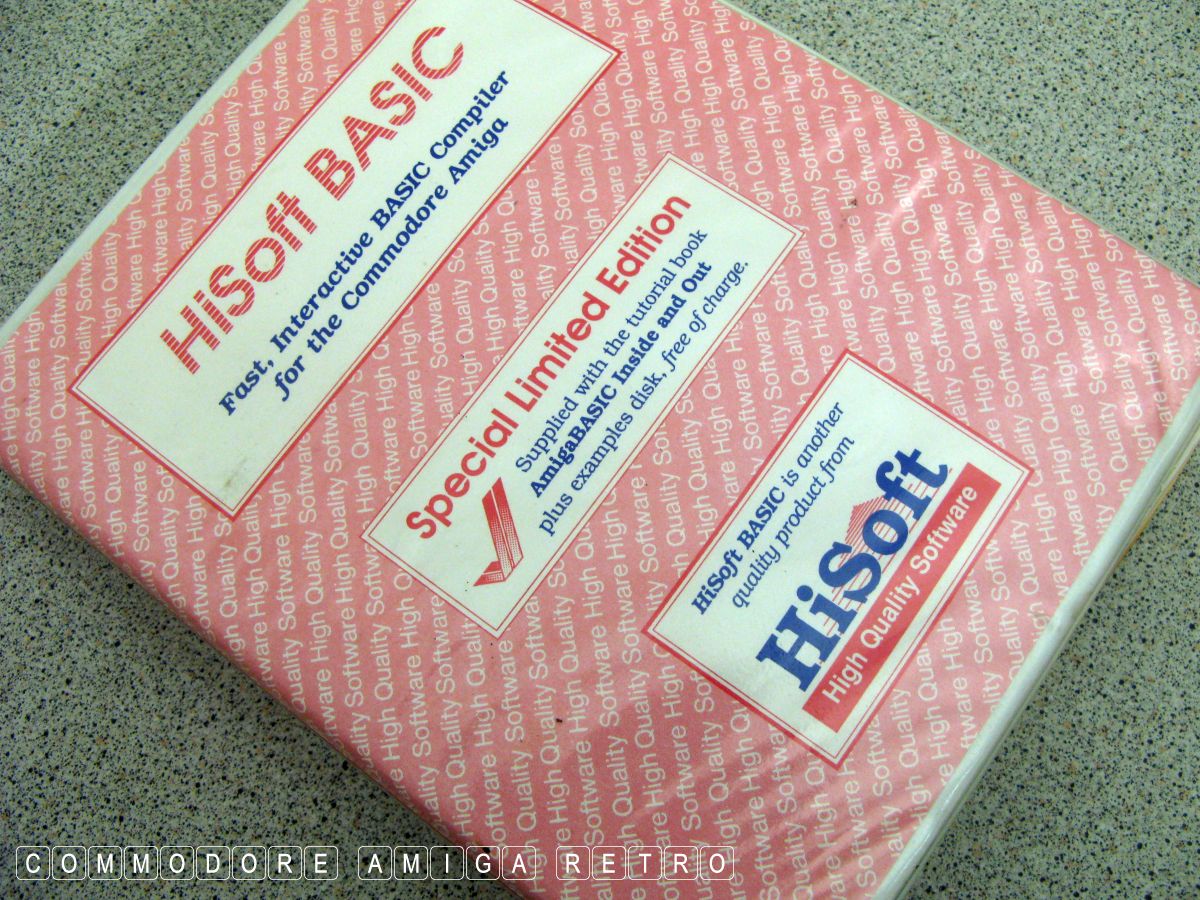 HiSoft BASIC
Fast, Interactive BASIC Compiler
for the Commodore Amiga
Special Limited Edition
Supplied with the tutorial book
AmigaBASIC Inside and Out
plus examples disk, free of charge.
HiSoft BASIC is another
quality product from
HiSoft
High Quality Software
COMMODORE AMIGA RETRO